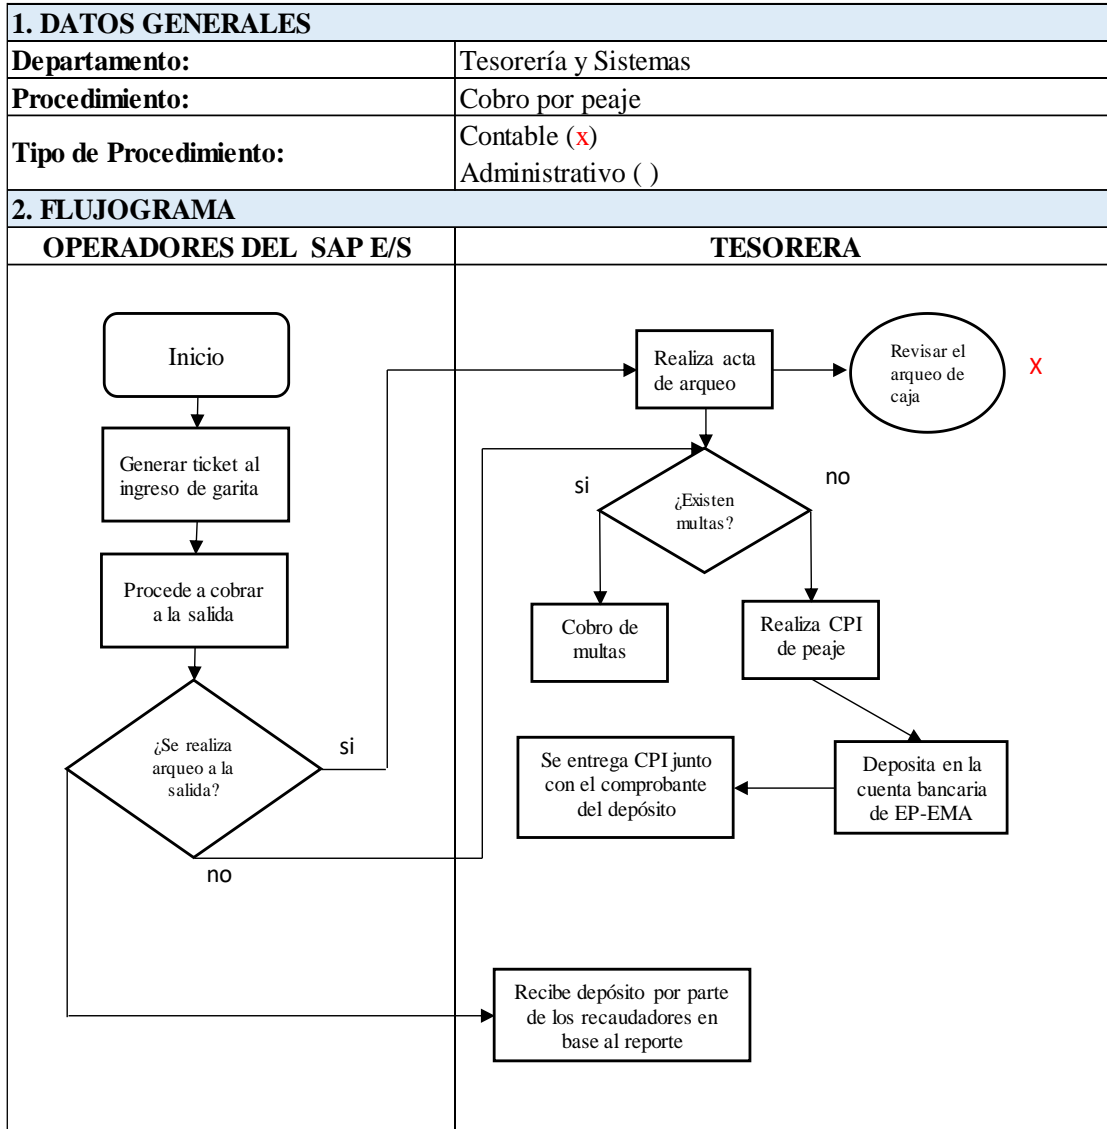 1. DATOS GENERALES
Departamento:
Tesorería y Sistemas
Procedimiento:
Cobro por peaje
Tipo de Procedimiento:
Contable (x)
Administrativo ( )
2. FLUJOGRAMA
OPERADORES DEL SAP E/S
TESORERA
Inicio
Generar ticket al
ingreso de garita
Procede a cobrar
a la salida
¿Se realiza
arqueo a la
salida?
si
no
Realiza acta
de arqueo
Revisar el
arqueo de
caja
X
¿Existen
multas?
si
no
Cobro de
multas
Realiza CPI
de peaje
Deposita en la
cuenta bancaria
de EP-EMA
Se entrega CPI junto
con el comprobante
del depósito
Recibe depósito por parte
de los recaudadores en
base al reporte